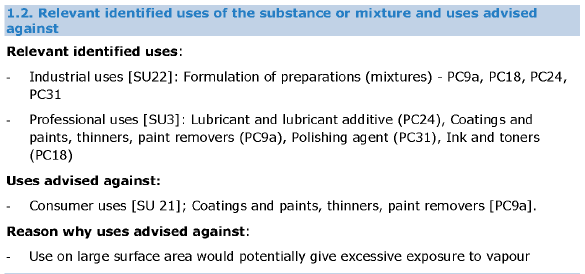 1.2. Relevant identified uses of the substance or mixture and uses advised
against
Relevant identified uses:
- Industrial uses [SU22]: Formulation of preparations (mixtures) - PC9a, PC18, PC24,
PC31
- Professional uses [SU3]: Lubricant and lubricant additive (PC24), Coatings and
paints, thinners, paint removers (PC9a), Polishing agent (PC31), Ink and toners
(PC18)
Uses advised against:
- Consumer uses [SU 21]; Coatings and paints, thinners, paint removers [PC9a].
Reason why uses advised against:
- Use on large surface area would potentially give excessive exposure to vapour